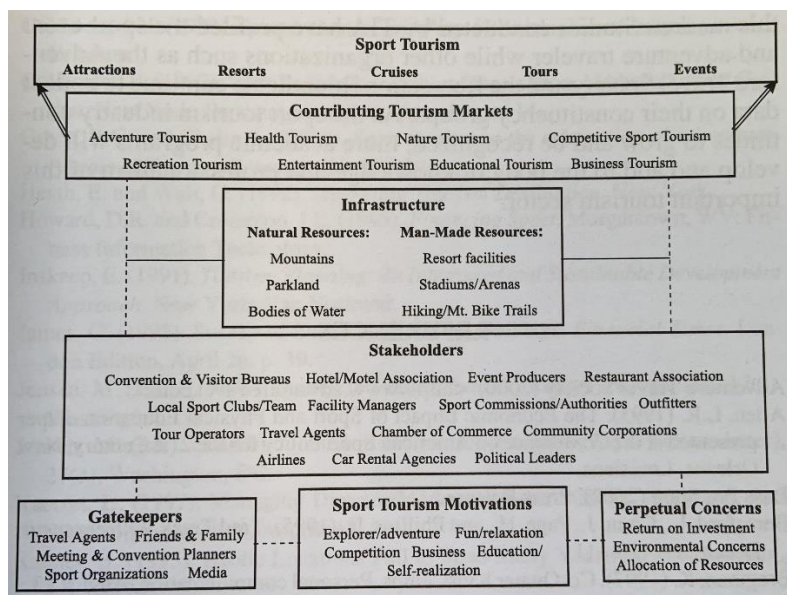 Sport Tourism
Attractions Resorts Cruises Tours Events
Contributing Tourism Markets
Adventure Tourism Health Tourism Nature Tourism Competitive Sport Tourism
Recreation Tourism Entertainment Tourism Educational Tourism Business Tourism
Infrastructure
Natural Resources: Man-Made Resources:
Mountains Resort facilities
Parkland Stadiums/Arenas
Bodies of Water Hiking/Mt. Bike Trails
Stakeholders
Convention & Visitor Bureaus Hotel/Motel Association Event Producers Restaurant Association
Local Sport Clubs/Team Facility Managers Sport Commissions/Authorities Outfitters
Tour Operators Travel Agents Chamber of Commerce Community Corporations
Airlines Car Rental Agencies Political Leaders
Gatekeepers
Travel Agents Friends & Family
Meeting & Convention Planners
Sport Organizations Media
Sport Tourism Motivations
Explorer/adventure Fun/relaxation
Competition Business Education/
Self-realization
Perpetual Concerns
Return on Investment
Environmental Concerns
Allocation of Resources